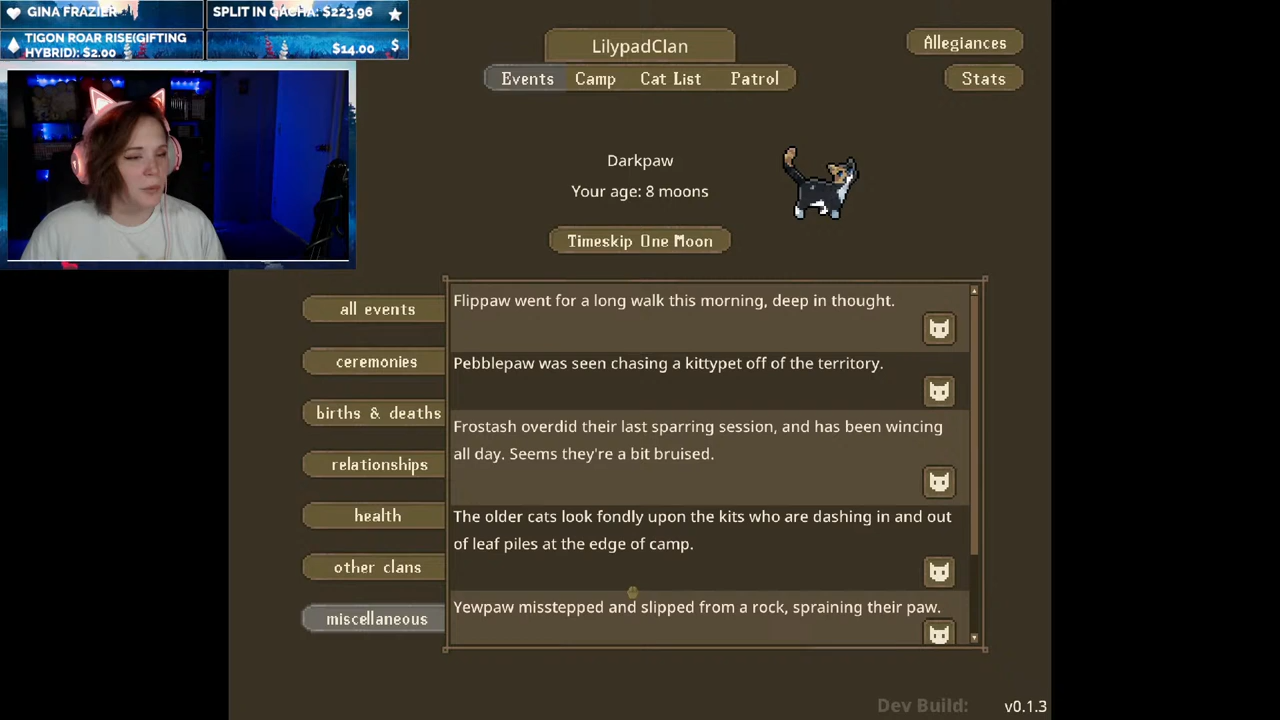 GINA FRAZIER
SPLIT IN GACHA: $223.96
TIGON ROAR RISE(GIFTING
HYBRID): $2.00
$14.00 $
LilypadClan
Allegiances
Events Camp Cat List Patrol
Stats
Darkpaw
Your age: 8 moons
Timeskip One Moon
all events
ceremonies
births & deaths
relationships
health
other clans
miscellaneous
Flippaw went for a long walk this morning, deep in thought.
Pebblepaw was seen chasing a kittypet off of the territory.
Frostash overdid their last sparring session, and has been wincing
all day. Seems they're a bit bruised.
The older cats look fondly upon the kits who are dashing in and out
of leaf piles at the edge of camp.
Yewpaw misstepped and slipped from a rock, spraining their paw.
Dev Build: v0.1.3